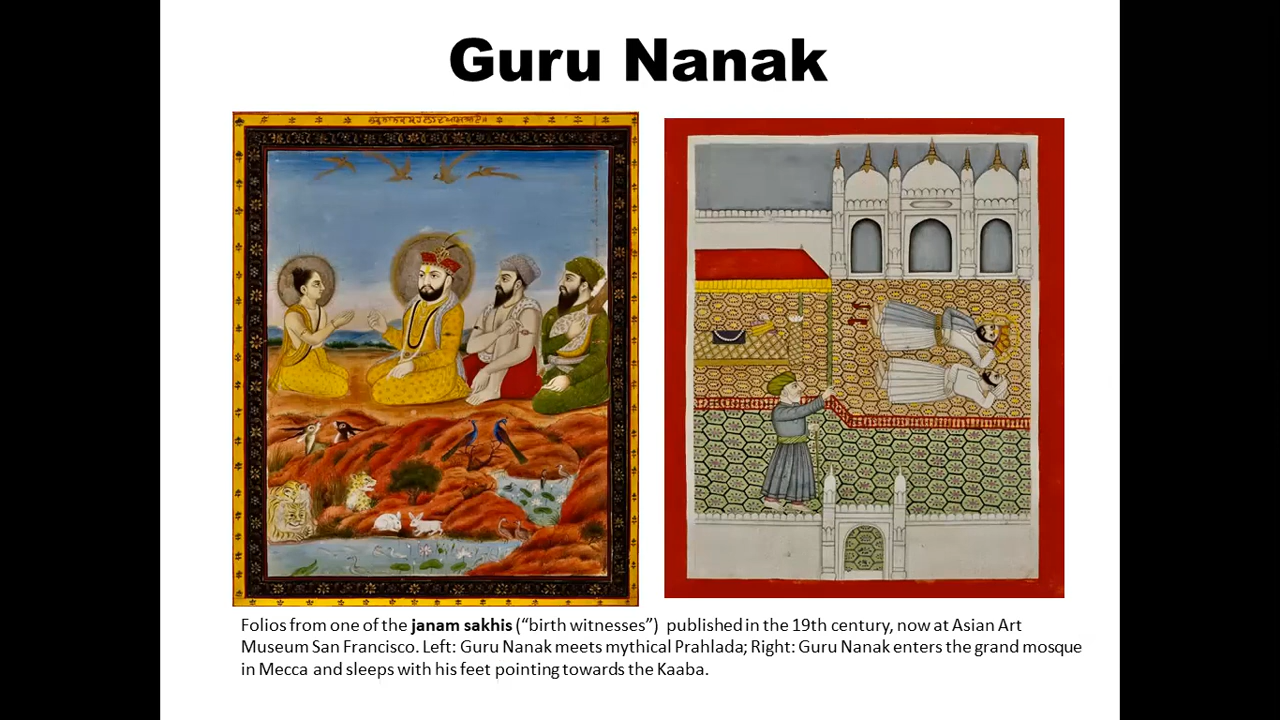 Guru Nanak
Folios from one of the janam sakhis (“birth witnesses”) published in the 19th century, now at Asian Art
Museum San Francisco. Left: Guru Nanak meets mythical Prahlada; Right: Guru Nanak enters the grand mosque
in Mecca and sleeps with his feet pointing towards the Kaaba.